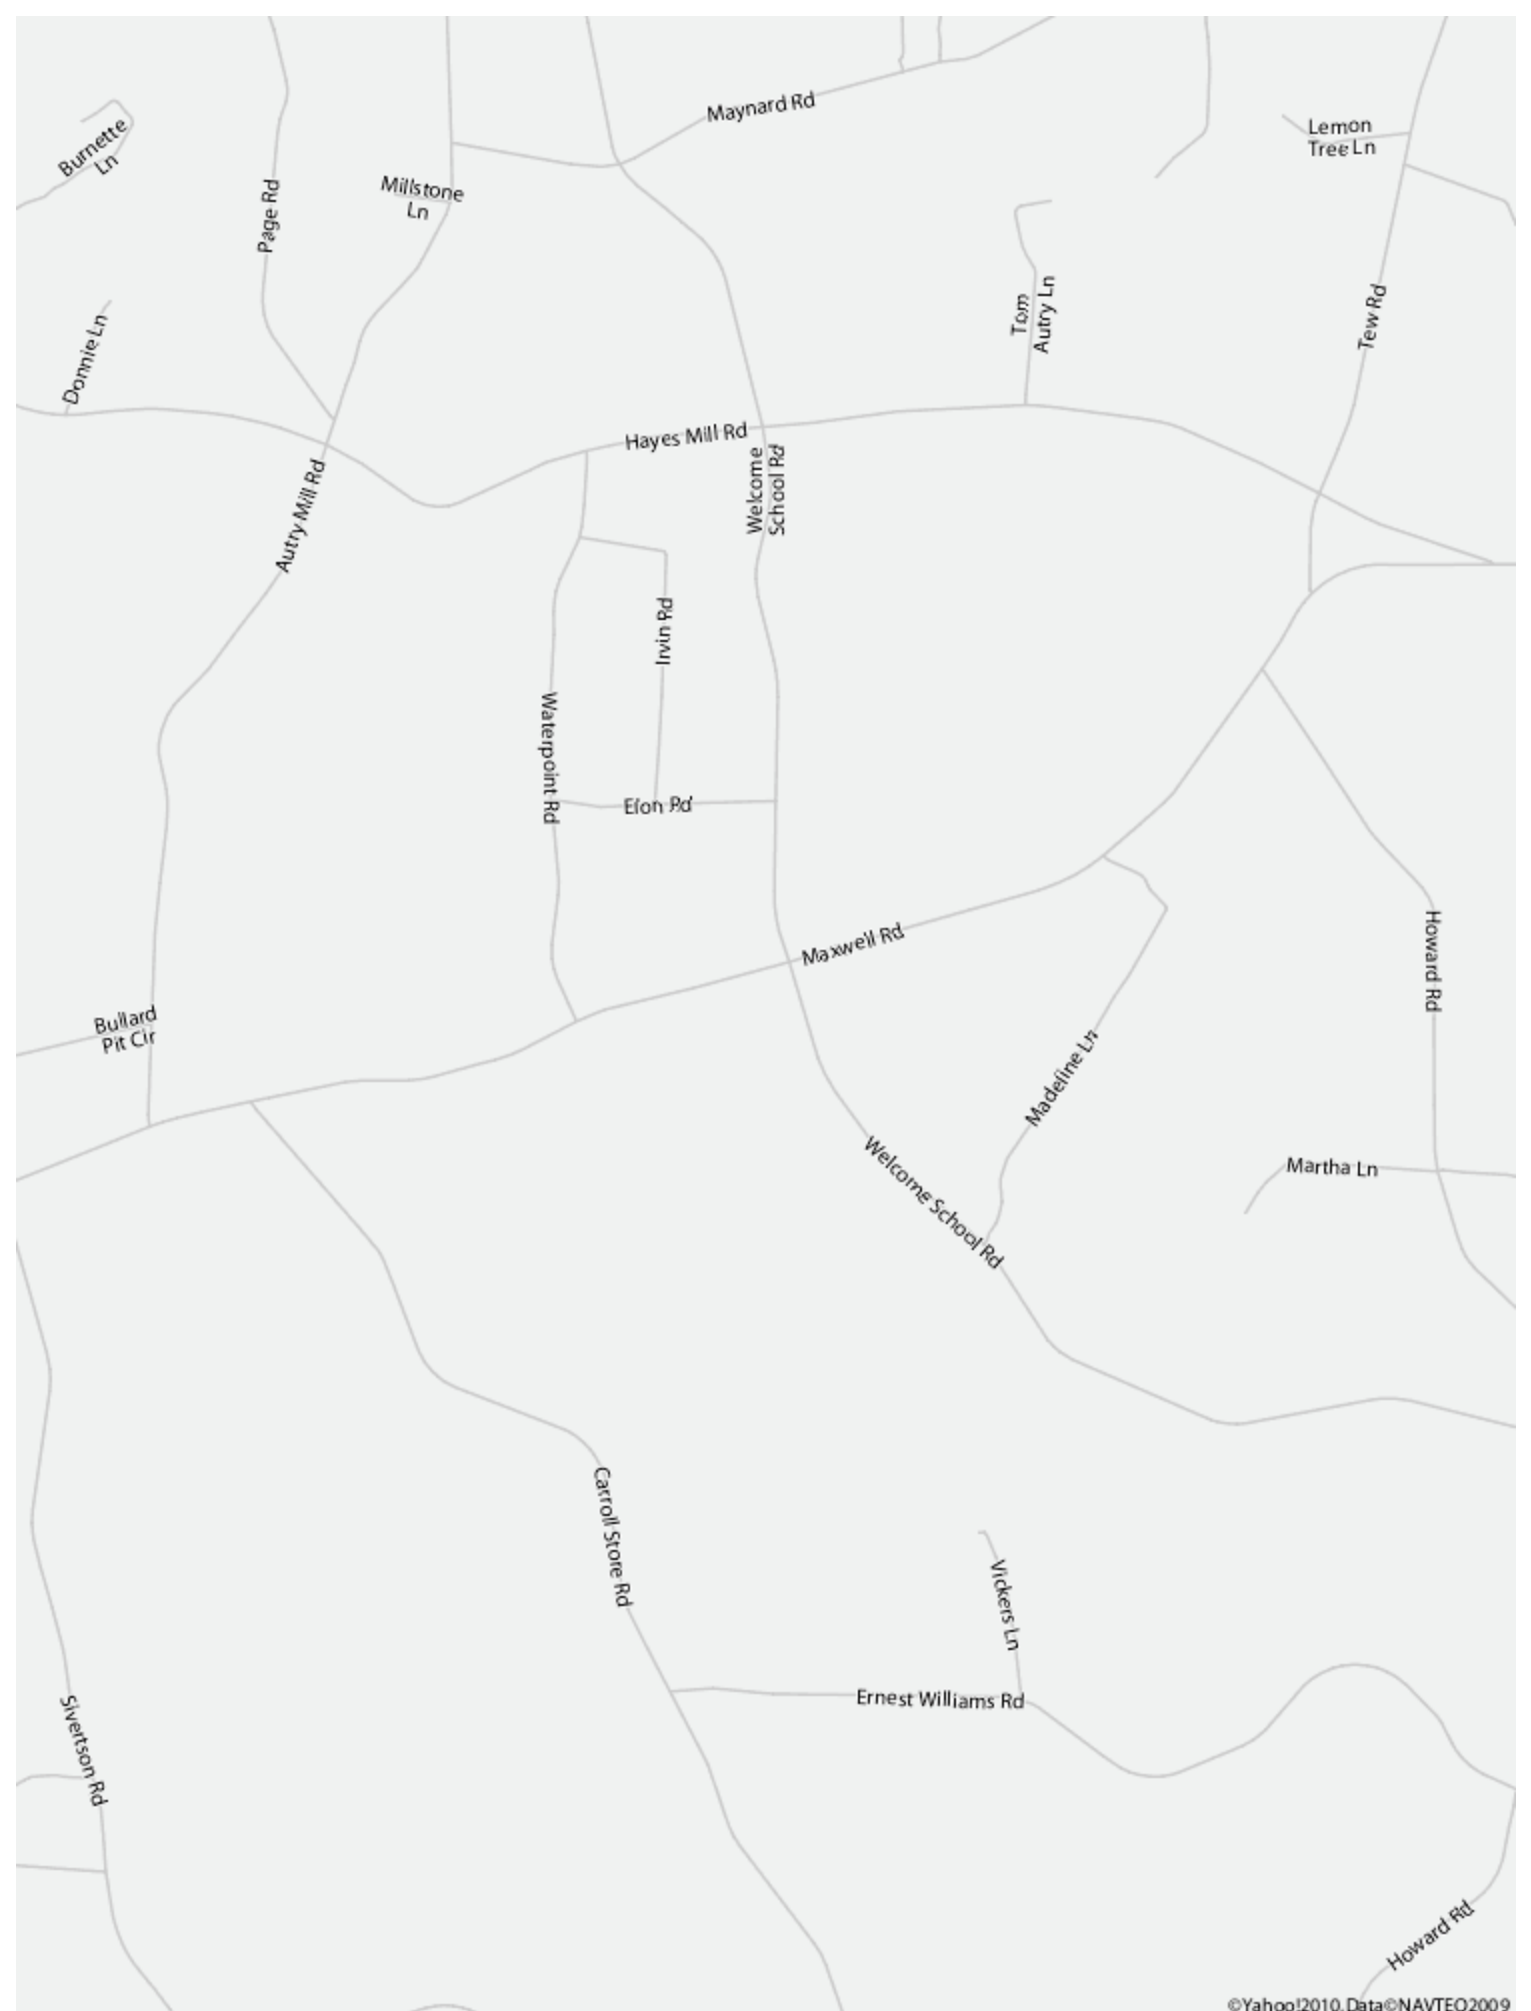 Maynard Rd
Burnette
Ln
Lemon
Tree Ln
Millstone
Ln
Page Rd
Tom
Autry Ln
Tew Rd
Donnie Ln
Hayes Mill Rd
Welcome
School Rd
Autry Mill Rd
Irvin Rd
Waterpoint Rd
Elon Rd
Maxwell Rd
Howard Rd
Bullard
Pit Cir
Madeline Ln
Welcome School Rd
Martha Ln
Carroll Store Rd
Vickers Ln
Ernest Williams Rd
Sivertson Rd
Howard Rd
©Yahoo!2010, Data©NAVTEQ2009